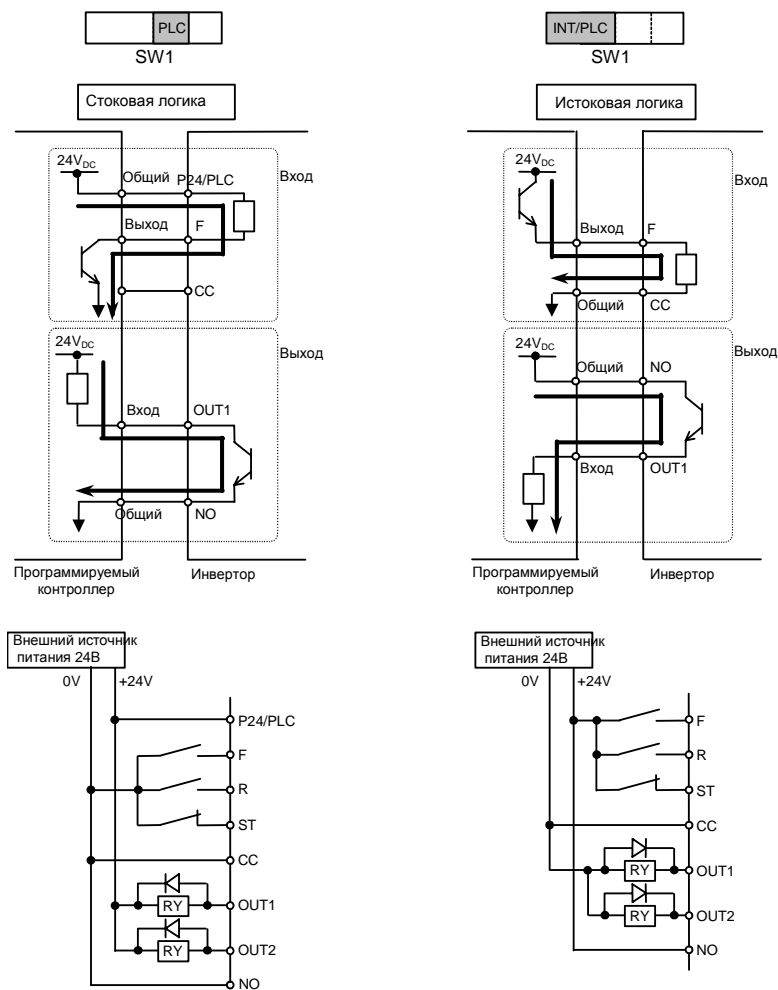 PLC
SW1
Стоковая логика
24VDC
Общий
P24/PLC
Вход
Выход
F
CC
24VDC
Выход
Вход
OUT1
Общий
NO
Программируемый
контроллер
Инвертор
INT/PLC
SW1
Истоковая логика
24VDC
Вход
Выход
F
Общий
CC
24VDC
Выход
Общий
NO
Вход
OUT1
Программируемый
контроллер
Инвертор
Внешний источник
питания 24В
0V
+24V
P24/PLC
F
R
ST
CC
RY
OUT1
RY
OUT2
NO
Внешний источник
питания 24В
0V
+24V
F
R
ST
CC
RY
OUT1
RY
OUT2
NO